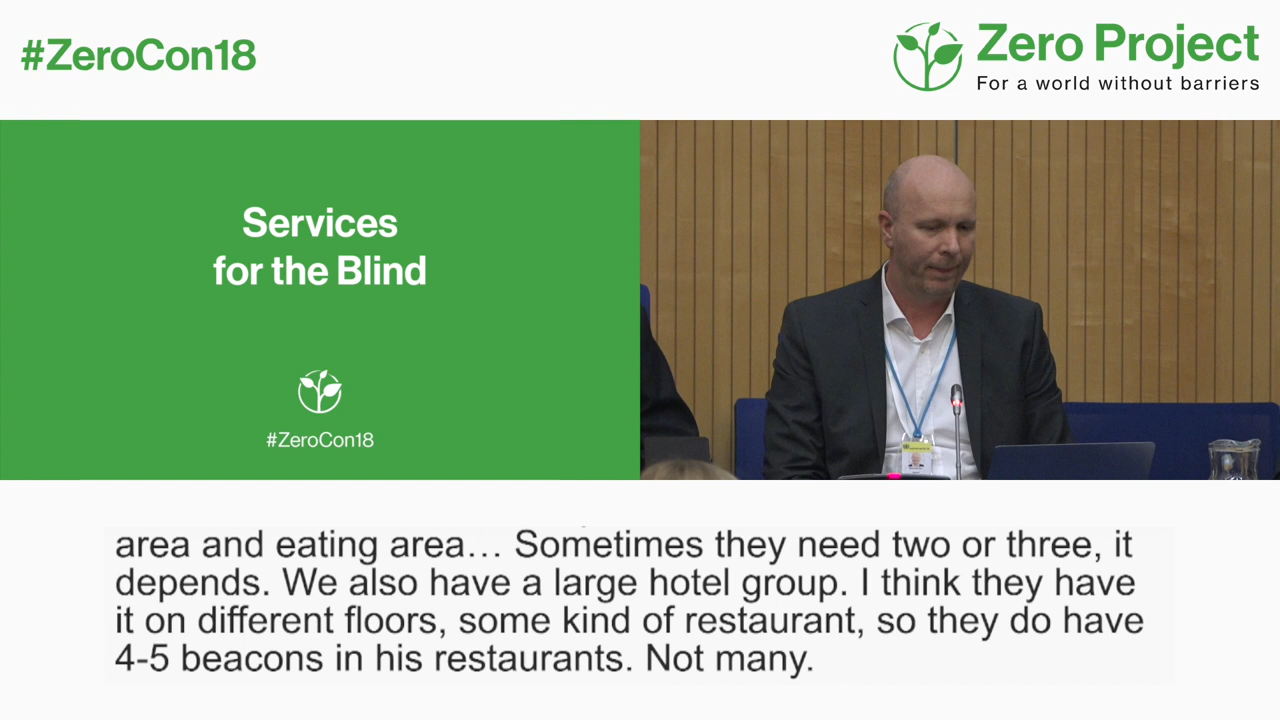 #ZeroCon18
Zero Project
For a world without barriers
Services
for the Blind
#ZeroCon18
area and eating area… Sometimes they need two or three, it
depends. We also have a large hotel group. I think they have
it on different floors, some kind of restaurant, so they do have
4-5 beacons in his restaurants. Not many.